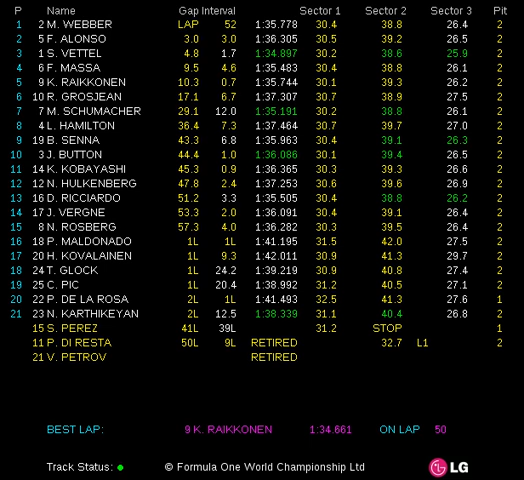 P Name Gap Interval Sector 1 Sector 2 Sector 3 Pit
1 2 M. WEBBER LAP 52 1:35.778 30.4 38.8 26.4 2
2 5 F. ALONSO 3.0 3.0 1:36.305 30.5 39.2 26.5 2
3 1 S. VETTEL 4.8 1.7 1:34.897 30.2 38.6 25.9 2
4 6 F. MASSA 9.5 4.6 1:35.483 30.4 38.8 26.1 2
5 9 K. RAIKKONEN 10.3 0.7 1:35.744 30.1 39.3 26.2 2
6 10 R. GROSJEAN 17.1 6.7 1:37.307 30.7 38.9 27.5 2
7 7 M. SCHUMACHER 29.1 12.0 1:35.191 30.2 38.8 26.1 2
8 4 L. HAMILTON 36.4 7.3 1:37.464 30.7 39.7 27.0 2
9 19 B. SENNA 43.3 6.8 1:35.963 30.4 39.1 26.3 2
10 3 J. BUTTON 44.4 1.0 1:36.086 30.1 39.4 26.5 2
11 14 K. KOBAYASHI 45.3 0.9 1:36.365 30.3 39.3 26.6 2
12 12 N. HULKENBERG 47.8 2.4 1:37.253 30.6 39.6 26.9 2
13 16 D. RICCIARDO 51.2 3.3 1:35.505 30.4 38.8 26.2 2
14 17 J. VERGNE 53.3 2.0 1:36.091 30.4 39.1 26.4 2
15 8 N. ROSBERG 57.3 4.0 1:36.282 30.3 39.5 26.4 2
16 18 P. MALDONADO 1L 1L 1:41.195 31.5 42.0 27.5 2
17 20 H. KOVALAINEN 1L 9.3 1:42.011 30.9 41.3 29.7 2
18 24 T. GLOCK 1L 24.2 1:39.219 30.9 40.8 27.4 2
19 25 C. PIC 1L 20.4 1:38.992 31.2 40.5 27.1 2
20 22 P. DE LA ROSA 2L 1L 1:41.493 32.5 41.3 27.6 1
21 23 N. KARTHIKEYAN 2L 12.5 1:38.339 31.1 40.4 26.8 2
15 S. PEREZ 41L 39L 31.2 STOP 1
11 P. DI RESTA 50L 9L RETIRED 32.7 L1 2
21 V. PETROV RETIRED
BEST LAP: 9 K. RAIKKONEN 1:34.661 ON LAP 50
Track Status: © Formula One World Championship Ltd LG